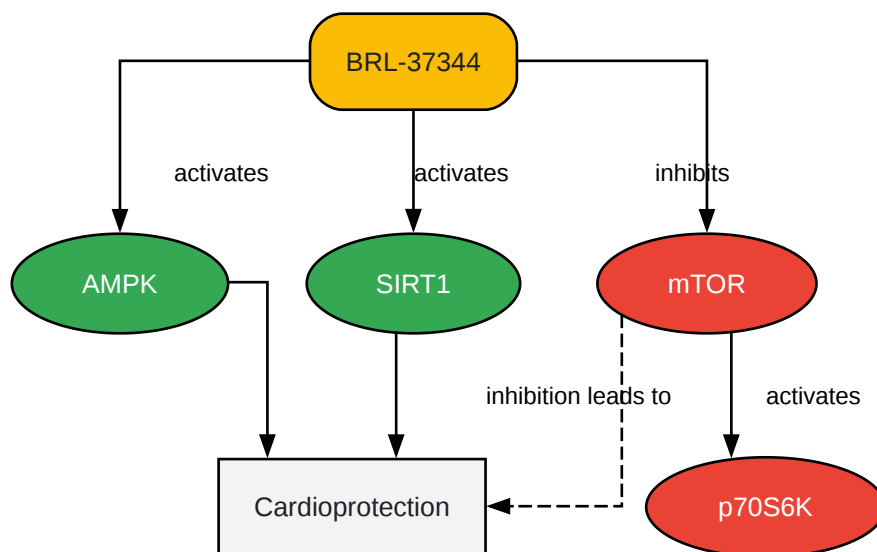 BRL-37344
activates
activates
inhibits
AMPK
SIRT1
mTOR
inhibition leads to
activates
Cardioprotection
p70S6K